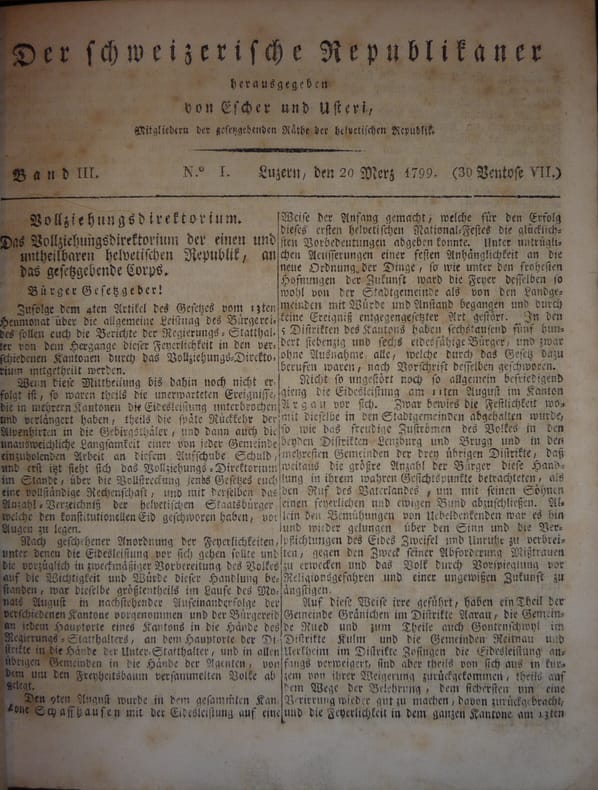 Der schweizerische Republikaner
herausgegeben
von Escher und Usteri,
Mitgliedern der gesetzgebenden Räthe der helvetischen Republik.
Band III.
N.º I.
Luzern, den 20 Merz 1799. (30 Ventose VII.)
Vollziehungsdirektorium.
Das Vollziehungsdirektorium der einen und
untheilbaren helvetischen Republik, an
das gesetzgebende Corps.
Bürger Gesetzgeber!
Zufolge dem 4ten Artikel des Gesetzes vom 12ten
Heumonat über die allgemeine Leistung des Bürgerei-
des sollen euch die Berichte der Regierungs-Statthal-
ter von dem Hergange dieser Feyerlichkeit in den ver-
schiedenen Kantonen durch das Vollziehungs-Direkto-
rium mitgetheilt werden.
Wenn diese Mittheilung bis dahin noch nicht er-
folgt ist, so waren theils die unerwarteten Ereignisse,
die in mehrern Kantonen die Eidesleistung unterbrochen
und verlängert haben, theils die späte Rückkehr der
Alpenhirten in die Gebirgsthäler, und dann auch die
unausweichliche Langsamkeit einer von jeder Gemeinde
einzuholenden Arbeit an diesem Aufschube Schuld,
und erst izt sieht sich das Vollziehungs-Direktorium
im Stande, über die Vollstreckung jenes Gesetzes euch
eine vollständige Rechenschaft, und mit derselben das
Anzahl-Verzeichniß der helvetischen Staatsbürger,
welche den konstitutionellen Eid geschworen haben, vor
Augen zu legen.
Nach geschehener Anordnung der Feyerlichkeiten,
unter denen die Eidesleistung vor sich gehen sollte und
die vorzüglich in zweckmäßiger Vorbereitung des Volkes
auf die Wichtigkeit und Würde dieser Handlung be-
standen, war dieselbe größtentheils im Laufe des Mo-
nats August in nachstehender Aufeinanderfolge der
verschiedenen Kantone vorgenommen und der Bürgereid
an jedem Hauptorte eines Kantons in die Hände des
Regierungs-Statthalters, an dem Hauptorte der Di-
strikte in die Hände der Unter-Statthalter, und in allen
übrigen Gemeinden in die Hände der Agenten, von
dem um den Freyheitsbaum versammelten Volke ab-
gelegt.
Den 9ten August wurde in dem gesammten Kan-
tone Schaffhausen mit der Eidesleistung auf eine
Weise der Anfang gemacht, welche für den Erfolg
dieses ersten helvetischen National-Festes die glücklich-
sten Vorbedeutungen abgeben konnte. Unter untrügli-
chen Aeusserungen einer festen Anhänglichkeit an die
neue Ordnung der Dinge, so wie unter den frohesten
Hofnungen der Zukunft ward die Feyer desselben so
wohl von der Stadtgemeinde als von den Landge-
meinden mit Würde und Anstand begangen und durch
keine Ereigniß entgegengesetzter Art gestört. In den
5 Distrikten des Kantons haben sechstausend fünf hun-
dert siebenzig und sechs eidesfähige Bürger, und zwar
ohne Ausnahme alle, welche durch das Gesetz dazu
berufen waren, nach Vorschrift desselben geschworen.
Nicht so ungestört noch so allgemein befriedigend
gieng die Eidesleistung am 11ten August im Kanton
Argau vor sich. Zwar bewies die Festlichkeit wo-
mit dieselbe in den Stadtgemeinden abgehalten wurde,
so wie das freudige Zuströmen des Volkes in den
beyden Distrikten Lenzburg und Brugg und in den
mehresten Gemeinden der drey übrigen Distrikte, daß
weitaus die größre Anzahl der Bürger diese Hand-
lung in ihrem wahren Gesichtspunkte betrachteten, als
den Ruf des Vaterlandes, um mit seinen Söhnen
einen feyerlichen und ewigen Bund abzuschließen. Al-
lein den Bemühungen von Uebeldenkenden war es hin
und wieder gelungen über den Sinn und die Ver-
pflichtungen des Eides Zweifel und Unruhe zu verbrei-
ten, gegen den Zweck seiner Abforderung Mißtrauen
zu erwecken und das Volk durch Vorspieglung vor
Religionsgefahren und einer ungewißen Zukunft zu
ängstigen.
Auf diese Weise irre geführt, haben ein Theil der
Gemeinde Gränichen im Distrikte Aarau, die Gemein-
de Rued und zum Theile auch Gontenschwyl im
Distrikte Kulm und die Gemeinden Reitnau und
Uerkheim im Distrikte Zofingen die Eidesleistung an-
fangs verweigert, sind aber theils von sich aus in kur-
zem von ihrer Weigerung zurückgekommen, theils auf
dem Wege der Belehrung, dem sichersten um eine
Verirrung wieder gut zu machen, davon zurückgebracht,
und die Feyerlichkeit in dem ganzen Kantone am 12ten